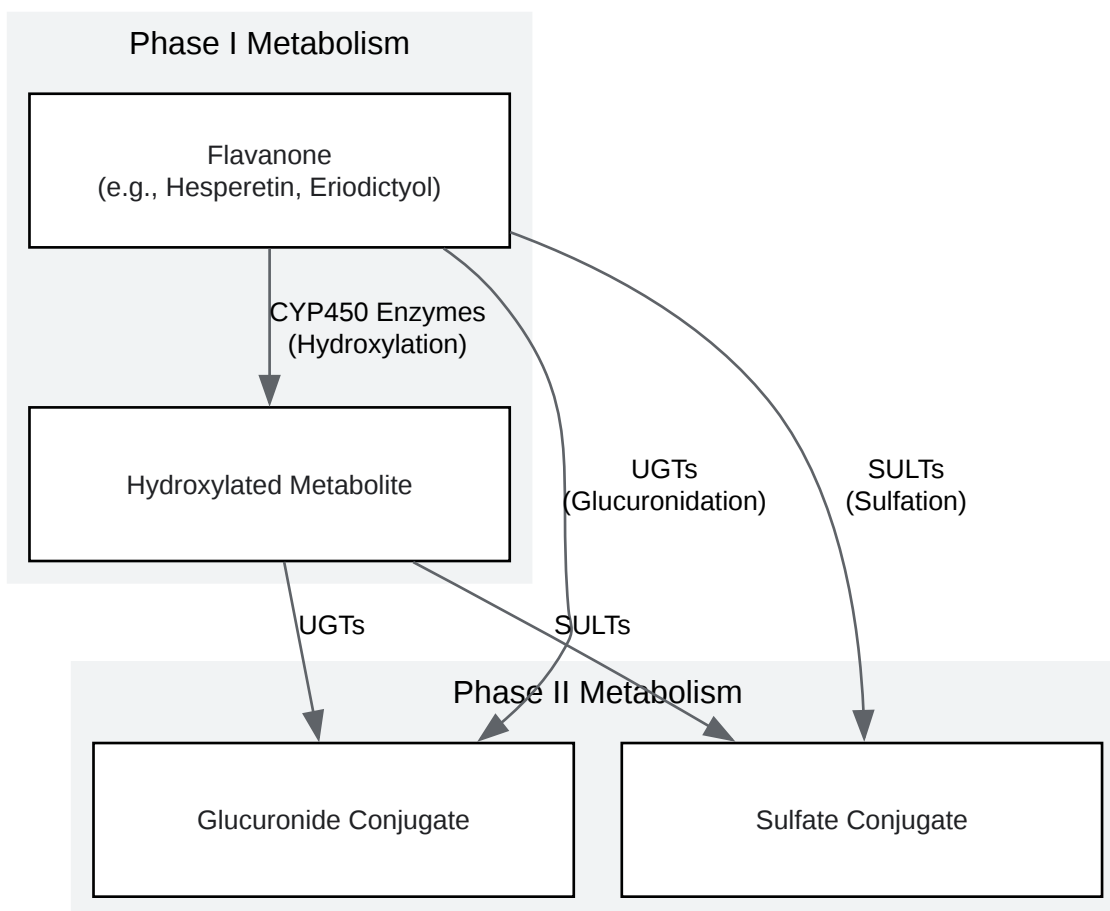 Phase I Metabolism
Flavanone
(e.g., Hesperetin, Eriodictyol)
CYP450 Enzymes
(Hydroxylation)
Hydroxylated Metabolite
UGTs
(Glucuronidation)
SULTs
(Sulfation)
UGTs
SULTs
Phase II Metabolism
Glucuronide Conjugate
Sulfate Conjugate